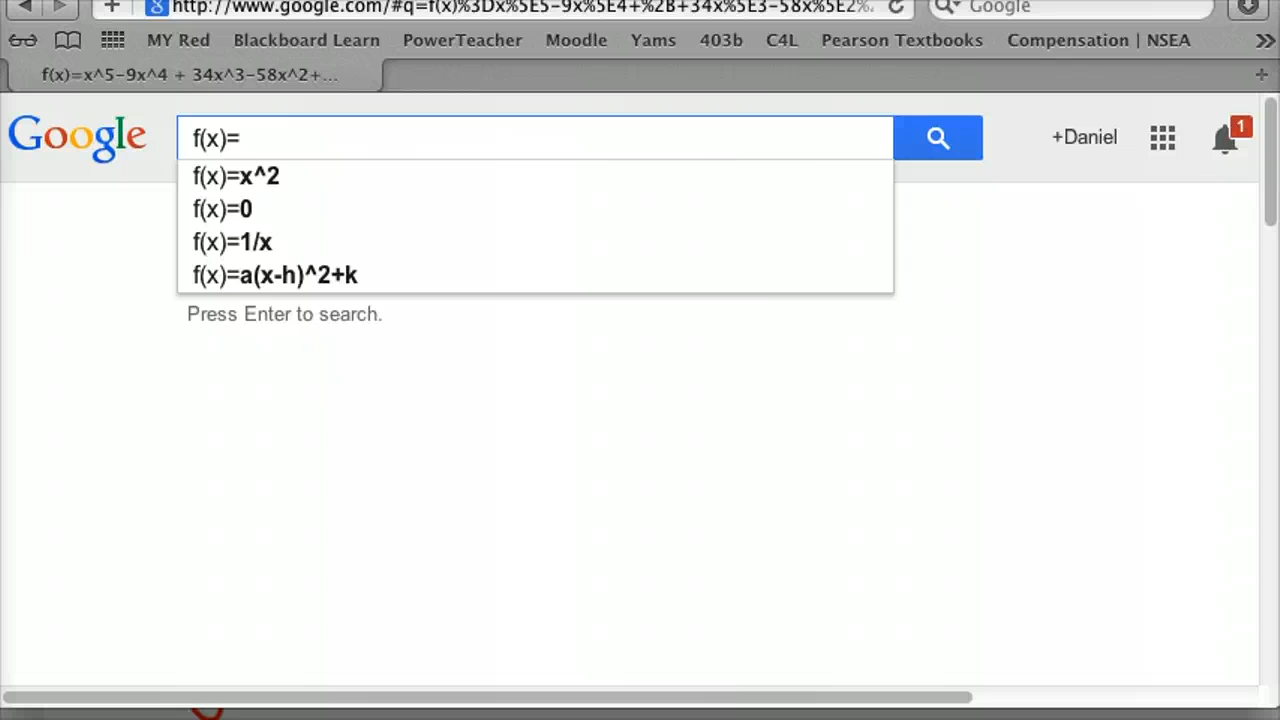 http://www.google.com/#q=f(x)%3Dx%5E5-9x%5E4+%2B+34x%5E3-58x%5E2%
Google
MY Red Blackboard Learn PowerTeacher Moodle Yams 403b C4L Pearson Textbooks Compensation | NSEA
f(x)=x^5-9x^4 + 34x^3-58x^2+...
Google
f(x)=
+Daniel
1
f(x)=x^2
f(x)=0
f(x)=1/x
f(x)=a(x-h)^2+k
Press Enter to search.